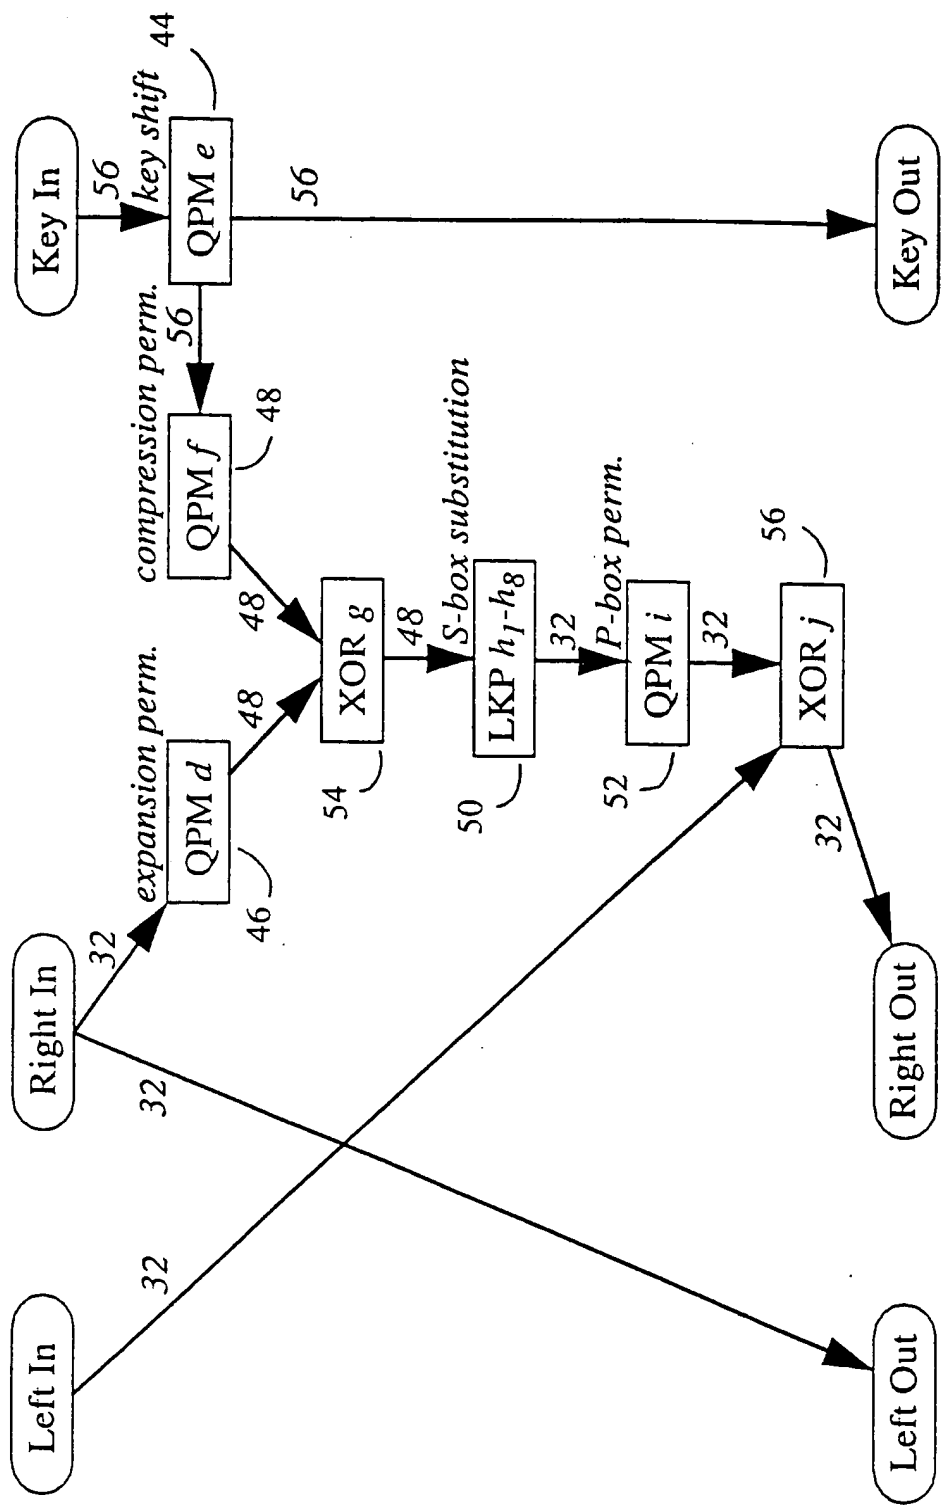 Left In
Right In
Key In
32
32
32
56
expansion perm.
compression perm.
key shift
44
QPM d
QPM f
56
QPM e
46
48
56
48
48
XOR g
54
48
S-box substitution
LKP h1-h8
50
32
P-box perm.
QPM i
52
32
56
XOR j
32
Left Out
Right Out
Key Out